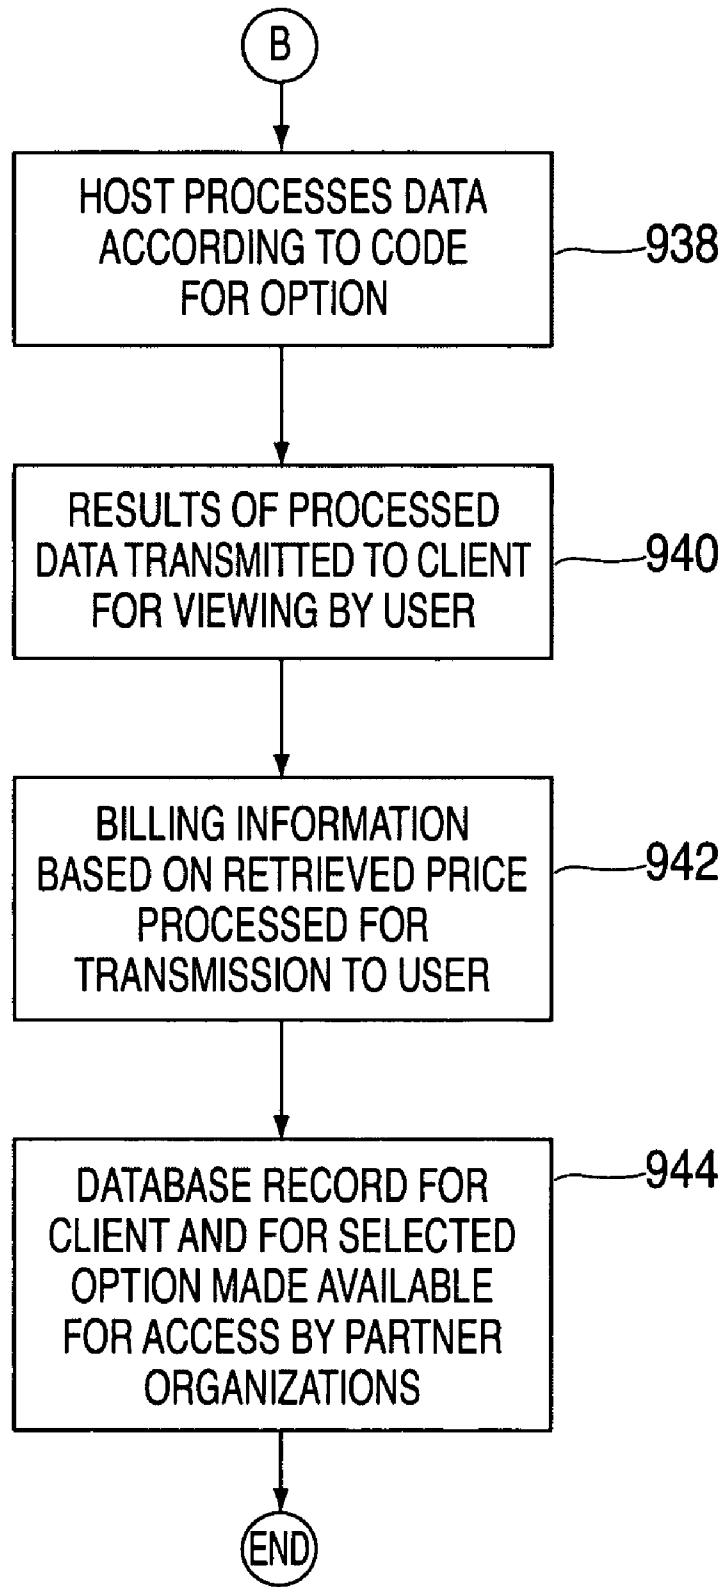 B
HOST PROCESSES DATA
ACCORDING TO CODE
FOR OPTION
938
RESULTS OF PROCESSED
DATA TRANSMITTED TO CLIENT
FOR VIEWING BY USER
940
BILLING INFORMATION
BASED ON RETRIEVED PRICE
PROCESSED FOR
TRANSMISSION TO USER
942
DATABASE RECORD FOR
CLIENT AND FOR SELECTED
OPTION MADE AVAILABLE
FOR ACCESS BY PARTNER
ORGANIZATIONS
944
END